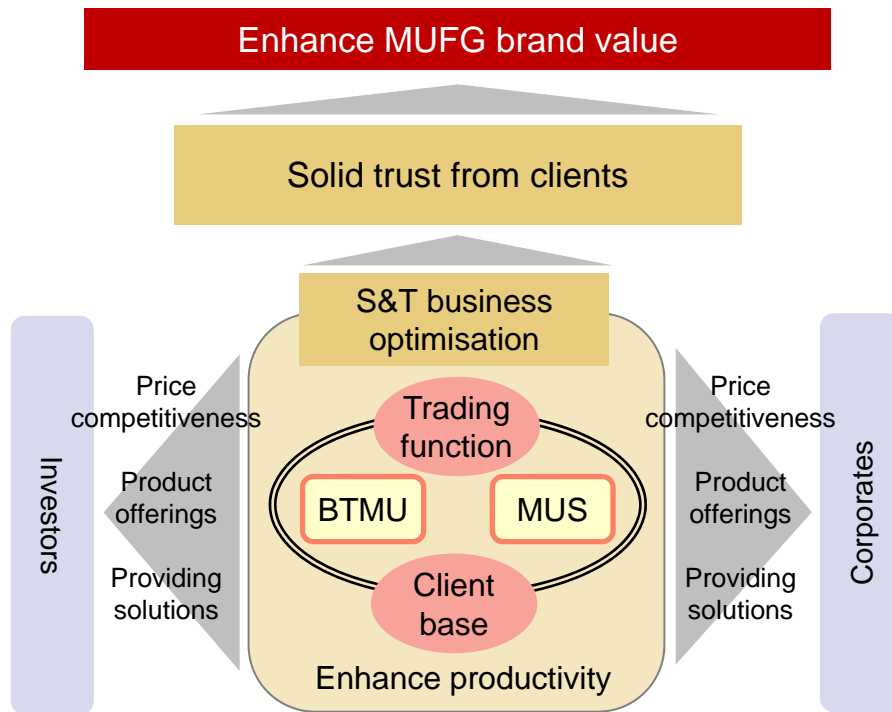 Enhance MUFG brand value
Solid trust from clients
S&T business
optimisation
Investors
Price
competitiveness
Product
offerings
Providing
solutions
Trading
function
BTMU
MUS
Client
base
Enhance productivity
Price
competitiveness
Product
offerings
Providing
solutions
Corporates